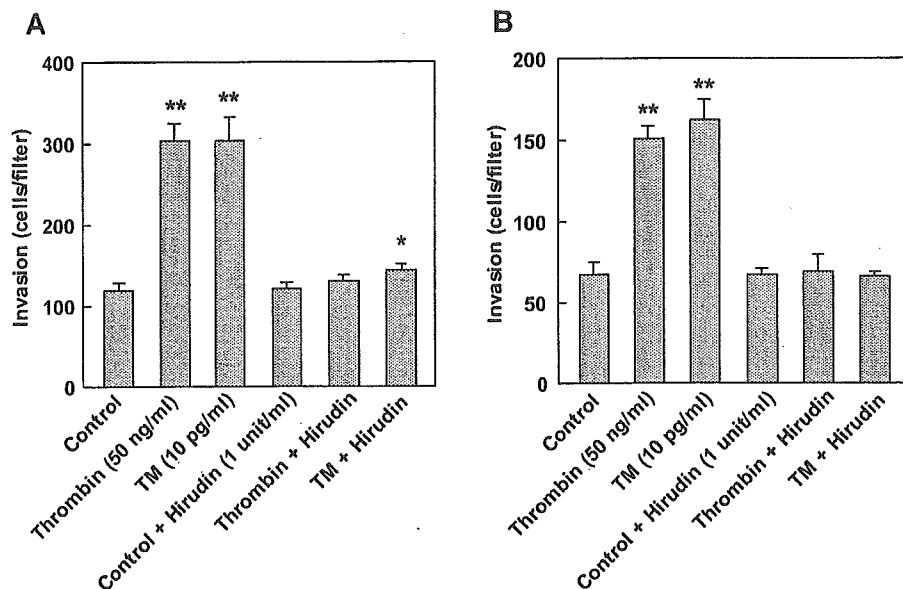 A
Invasion (cells/filter)
400
300
200
100
0
**
**
*
Control
Thrombin (50 ng/ml)
TM (10 pg/ml)
Control + Hirudin (1 unit/ml)
Thrombin + Hirudin
TM + Hirudin
B
Invasion (cells/filter)
200
150
100
50
0
**
**
Control
Thrombin (50 ng/ml)
TM (10 pg/ml)
Control + Hirudin (1 unit/ml)
Thrombin + Hirudin
TM + Hirudin